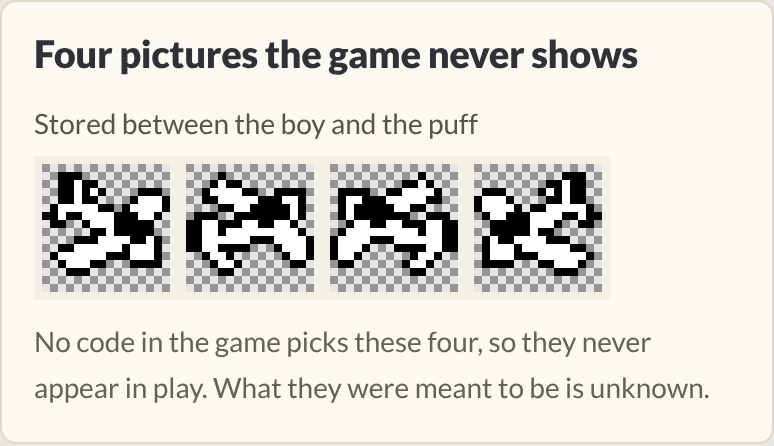 Four pictures the game never shows
Stored between the boy and the puff
No code in the game picks these four, so they never
appear in play. What they were meant to be is unknown.